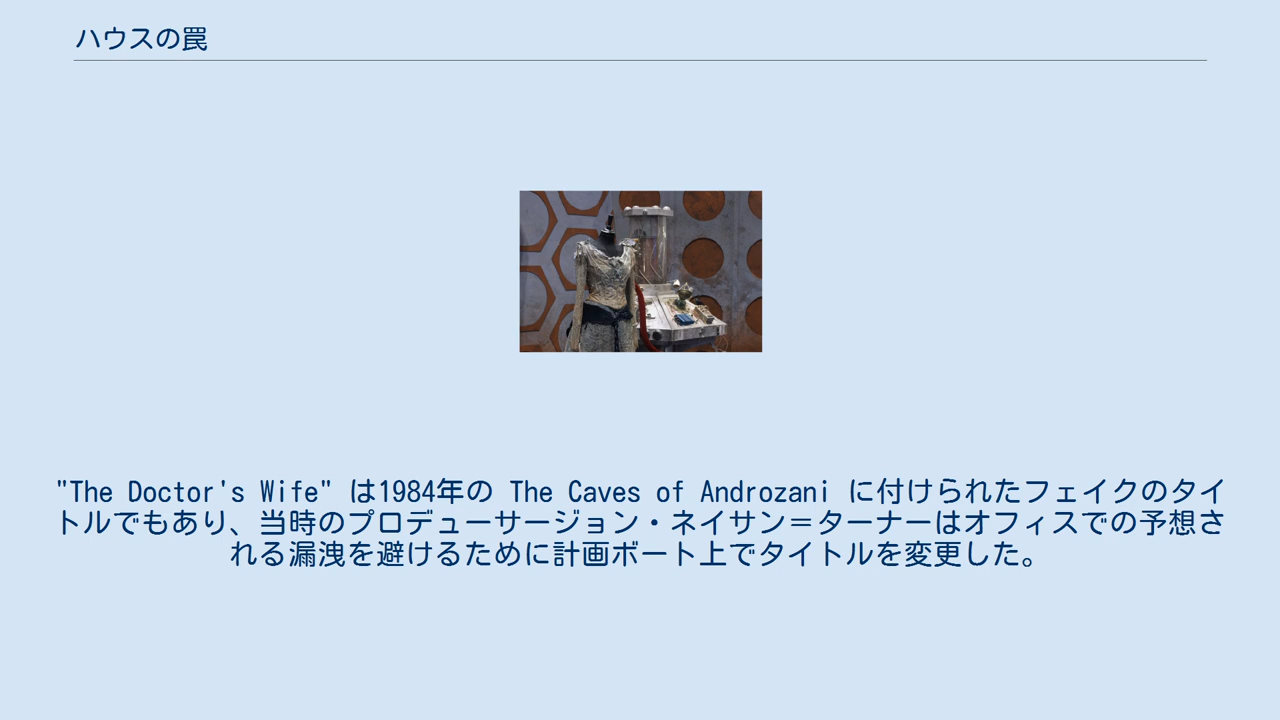 ハウスの罠
"The Doctor's Wife" は1984年の The Caves of Androzani に付けられたフェイクのタイ
トルでもあり、当時のプロデューサージョン・ネイサン＝ターナーはオフィスでの予想さ
れる漏洩を避けるために計画ボート上でタイトルを変更した。